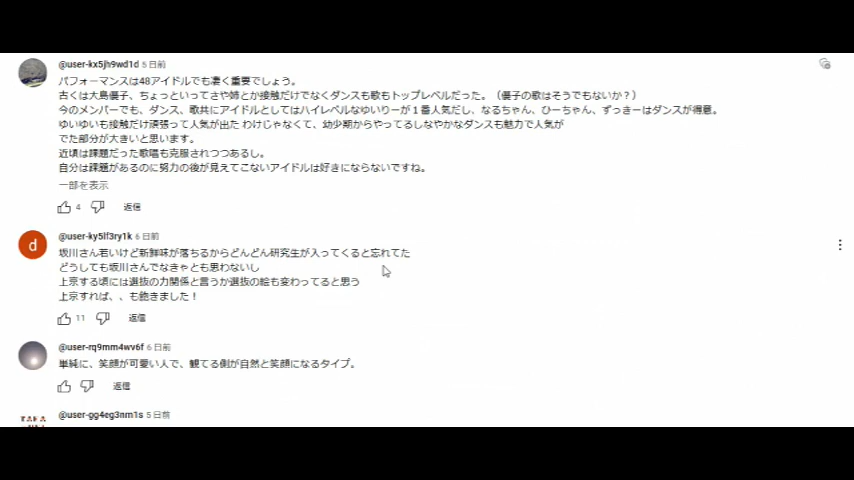 @user-kx5jh9wd1d 5日前
パフォーマンスは48アイドルでも凄く重要でしょう。
古くは大島優子、ちょっといってさや姉とか接触だけでなくダンスも歌もトップレベルだった。（優子の歌はそうでもないか？）
今のメンバーでも、ダンス、歌共にアイドルとしてはハイレベルなゆいりーが１番人気だし、なるちゃん、ひーちゃん、ずっきーはダンスが得意。
ゆいゆいも接触だけ頑張って人気が出た わけじゃなくて、幼少期からやってるしなやかなダンスも魅力で人気が
でた部分が大きいと思います。
近頃は課題だった歌唱も克服されつつあるし。
自分は課題があるのに努力の後が見えてこないアイドルは好きにならないですね。
一部を表示
4 返信
d
@user-ky5lf3ry1k 6日前
坂川さん若いけど新鮮味が落ちるからどんどん研究生が入ってくると忘れてた
どうしても坂川さんでなきゃとも思わないし
上京する頃には選抜の力関係と言うか選抜の絵も変わってると思う
上京すれば、、も飽きました！
11 返信
@user-rq9mm4wv6f 6日前
単純に、笑顔が可愛い人で、観てる側が自然と笑顔になるタイプ。
返信
@user-gg4eg3nm1s 5日前